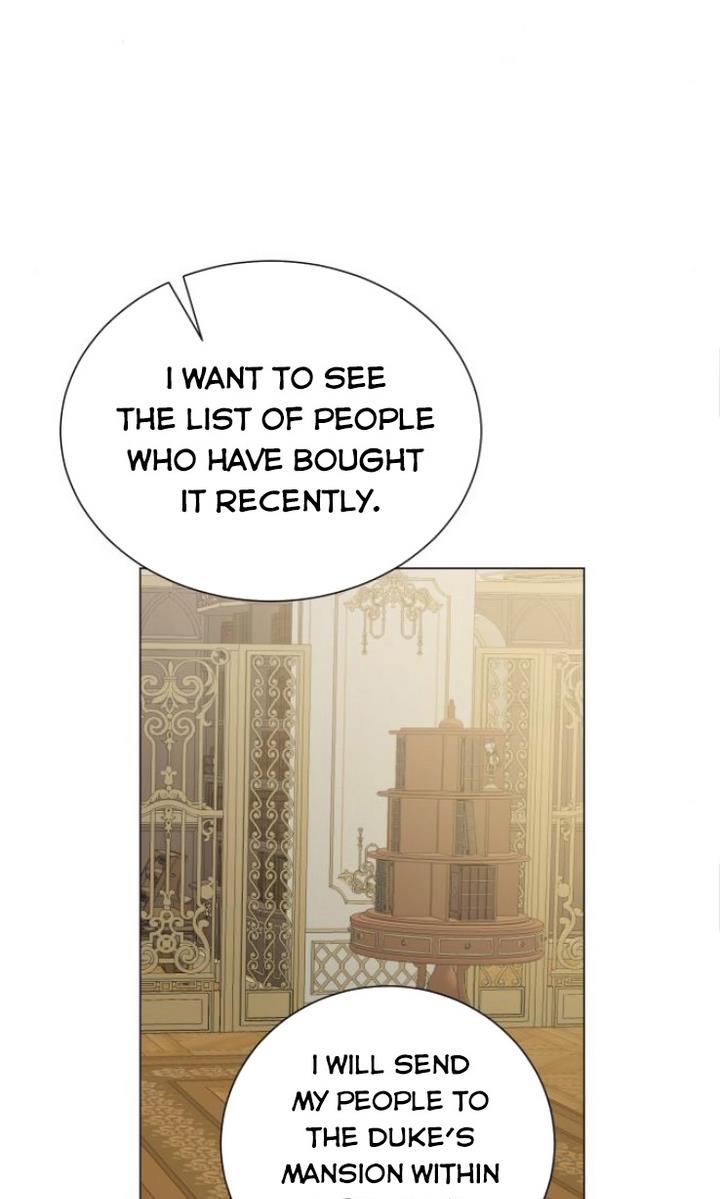 I WANT TO SEE
THE LIST OF PEOPLE
WHO HAVE BOUGHT
IT RECENTLY.
I WILL SEND
MY PEOPLE TO
THE DUKE'S
MANSION WITHIN